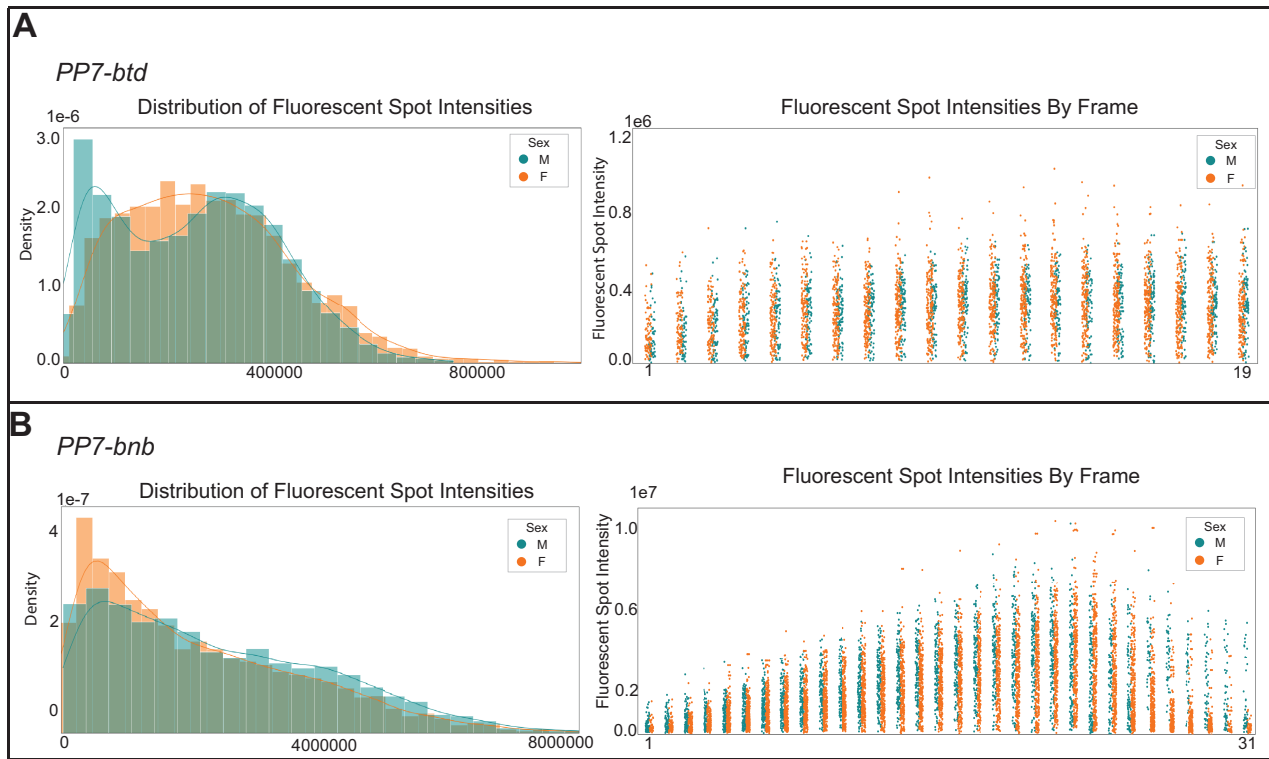 A
PP7-btd
Distribution of Fluorescent Spot Intensities
1e-6
3.0
2.0
1.0
0.0
Density
0
400000
800000
Sex
M
F
Fluorescent Spot Intensities By Frame
1e6
1.2
0.8
0.4
0.0
Fluorescent Spot Intensity
1
19
Sex
M
F
B
PP7-bnb
Distribution of Fluorescent Spot Intensities
1e-7
4
2
0
Density
0
4000000
8000000
Sex
M
F
Fluorescent Spot Intensities By Frame
1e7
1.0
0.6
0.2
0.0
Fluorescent Spot Intensity
1
31
Sex
M
F